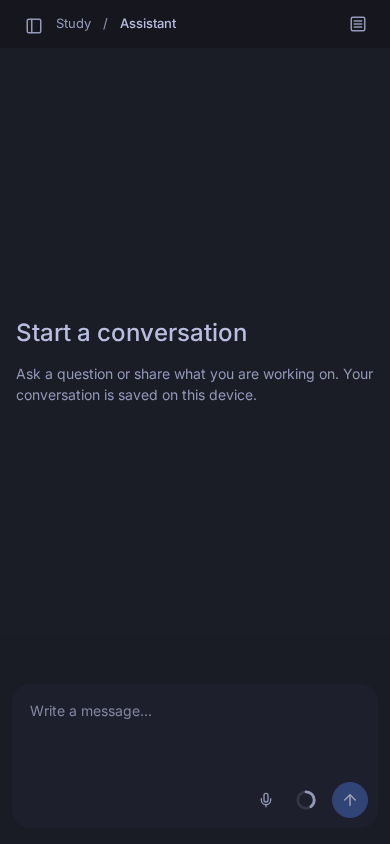 Study / Assistant
Start a conversation
Ask a question or share what you are working on. Your
conversation is saved on this device.
Write a message...